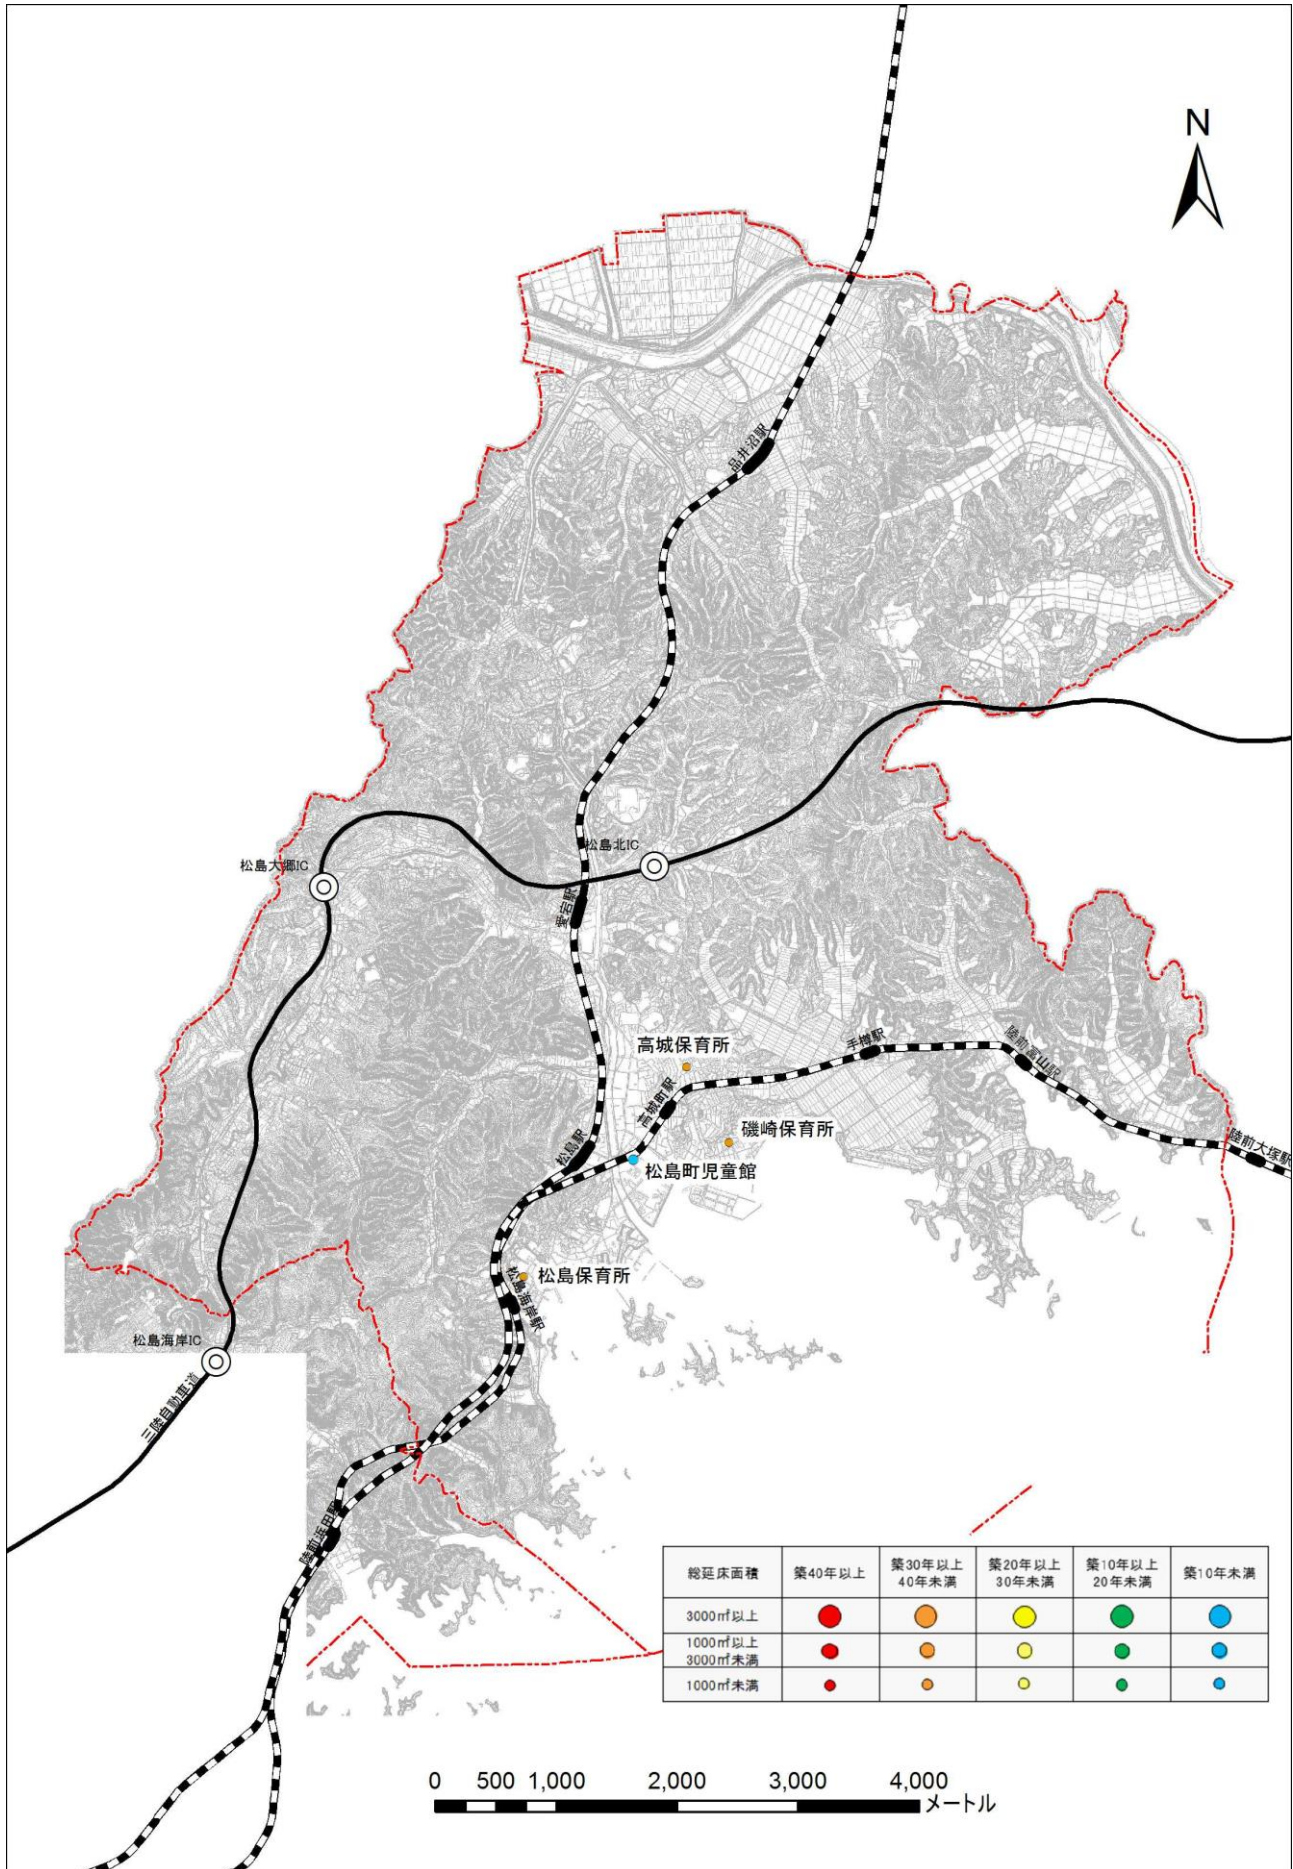 N
品井沼駅
松島北IC
松島大郷IC
愛宕駅
高城保育所
手樽駅
陸前富山駅
高城町駅
磯崎保育所
松島駅
陸前大塚駅
松島町児童館
松島保育所
松島海岸駅
松島海岸IC
三陸自動車道
陸前浜田駅
総延床面積 築40年以上 築30年以上 40年未満 築20年以上 30年未満 築10年以上 20年未満 築10年未満
3000㎡以上
1000㎡以上
3000㎡未満
1000㎡未満
0 500 1,000 2,000 3,000 4,000
メートル